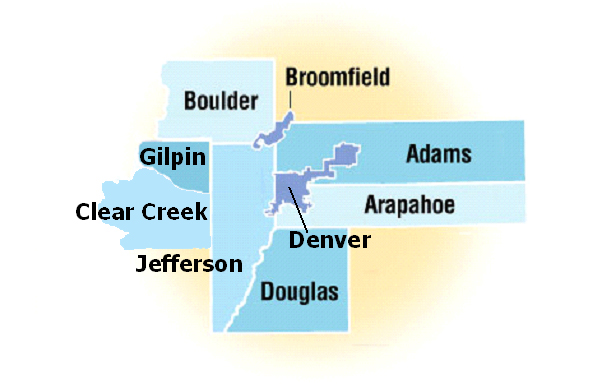 Broomfield
Boulder
Gilpin
Adams
Clear Creek
Arapahoe
Denver
Jefferson
Douglas